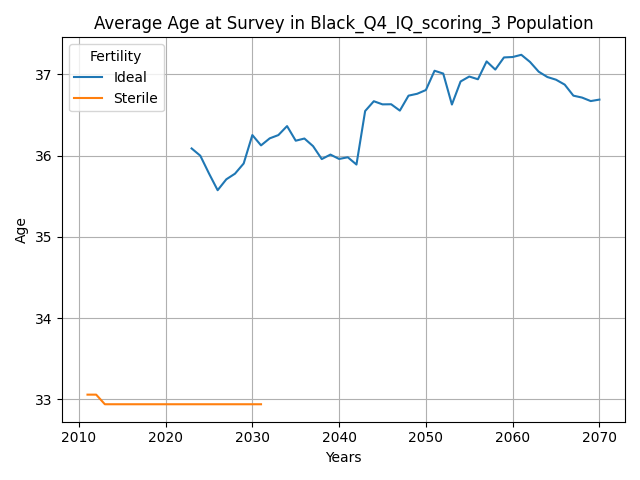 Average Age at Survey in Black_Q4_IQ_scoring_3 Population
Fertility
Ideal
Sterile
Age
37
36
35
34
33
2010 2020 2030 2040 2050 2060 2070
Years